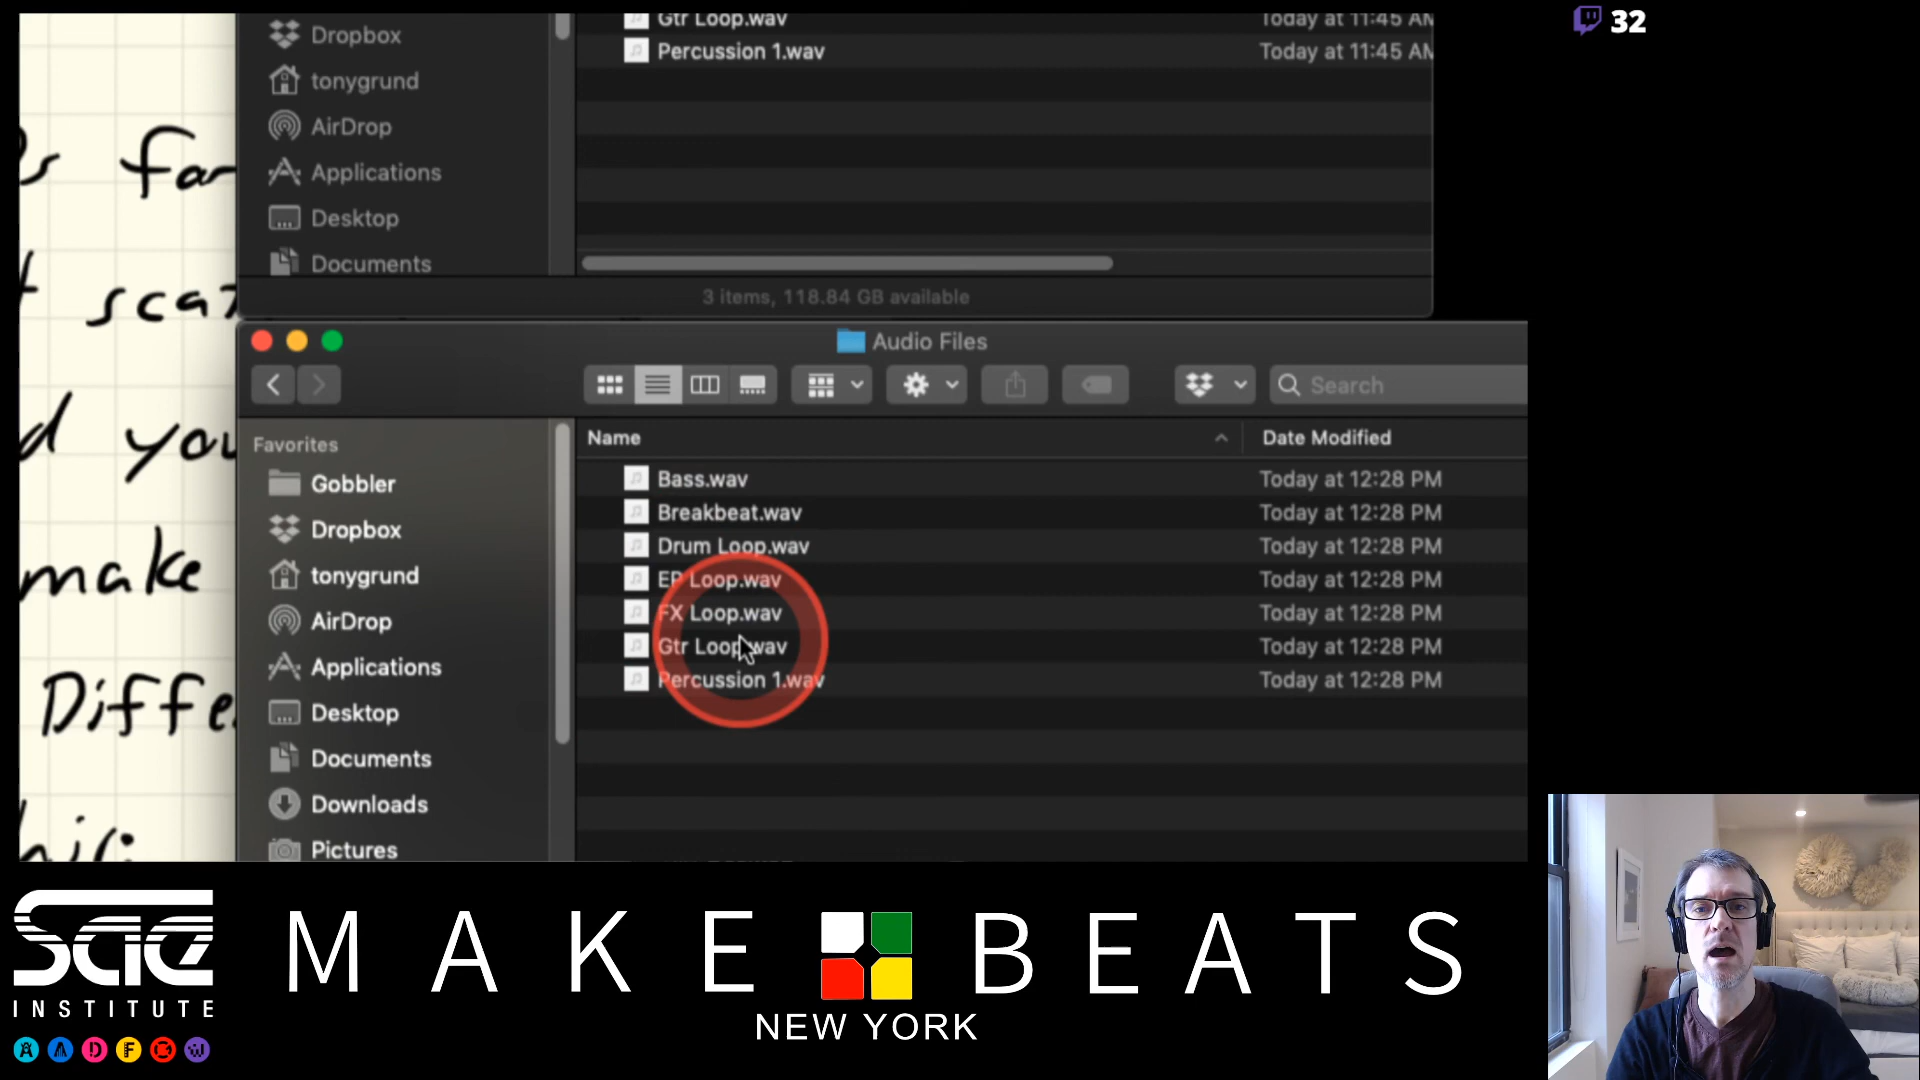 Dropbox
tonygrund
AirDrop
Applications
Desktop
Documents
Gtr Loop.wav Today at 11:45 AM
Percussion 1.wav Today at 11:45 AM
3 items, 118.84 GB available
32
far
scat
you
make
Diffe
Audio Files
Search
Favorites
Gobbler
Dropbox
tonygrund
AirDrop
Applications
Desktop
Documents
Downloads
Pictures
Name Date Modified
Bass.wav Today at 12:28 PM
Breakbeat.wav Today at 12:28 PM
Drum Loop.wav Today at 12:28 PM
EP Loop.wav Today at 12:28 PM
FX Loop.wav Today at 12:28 PM
Gtr Loop.wav Today at 12:28 PM
Percussion 1.wav Today at 12:28 PM
sae
INSTITUTE
A A D F W
MAKE BEATS
NEW YORK